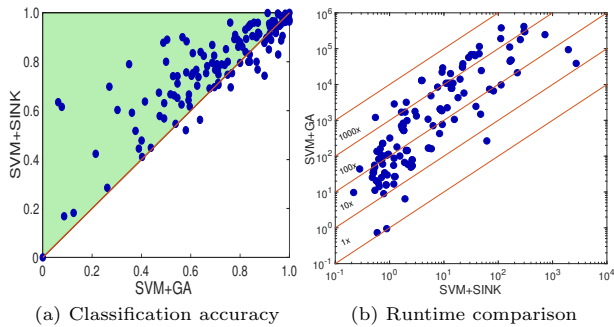 1.0
0.8
0.6
0.4
0.2
0
SVM+SINK
0
0.2
0.4
0.6
0.8
1.0
SVM+GA
(a) Classification accuracy
10^6
10^5
10^4
10^3
10^2
10^1
10^0
10^-1
SVM+GA
1000x
100x
10x
1x
10^-1
10^0
10^1
10^2
10^3
10^4
SVM+SINK
(b) Runtime comparison